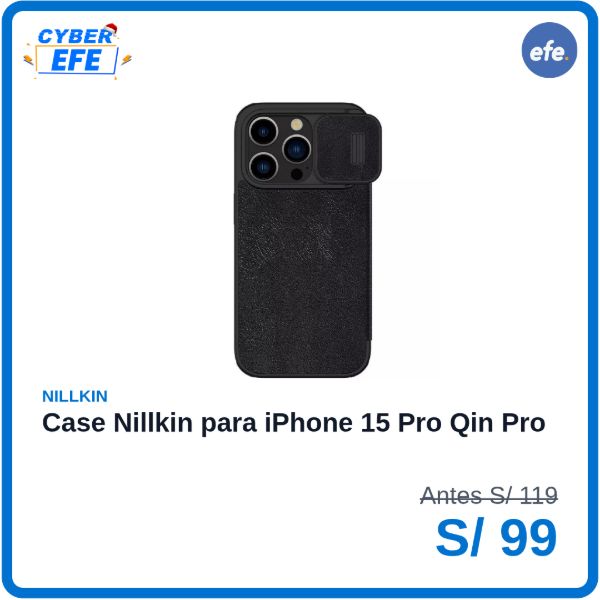 CYBER
EFE
efe.
NILLKIN
Case Nillkin para iPhone 15 Pro Qin Pro
Antes S/ 119
S/ 99